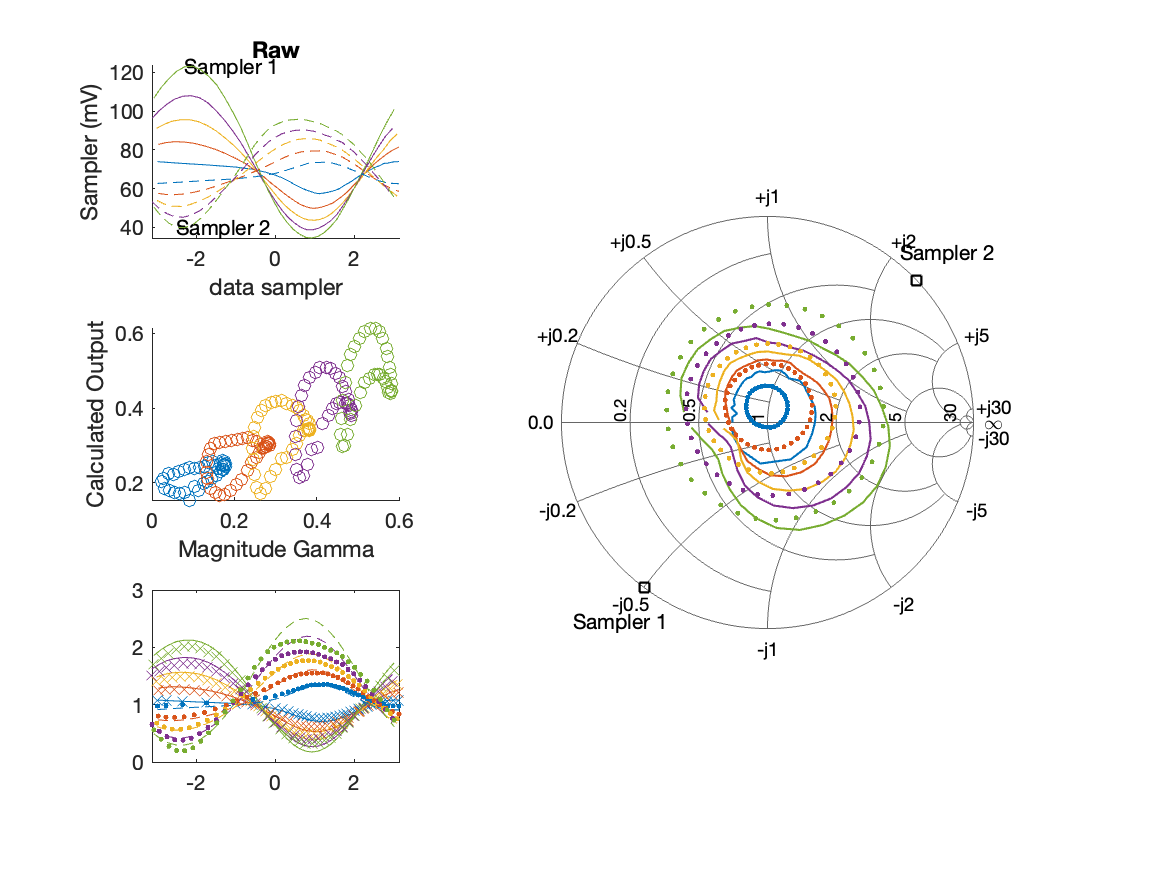 Raw
Sampler 1
120
100
80
60
40
Sampler (mV)
Sampler 2
-2 0 2
data sampler
0.6
0.4
0.2
Calculated Output
0 0.2 0.4 0.6
Magnitude Gamma
3
2
1
0
-2 0 2
+j1
+j0.5
+j2
Sampler 2
+j0.2
+j5
0.0
0.2
0.5
1
2
5
30
+j30
∞
-j30
-j0.2
-j5
-j0.5
-j2
Sampler 1
-j1